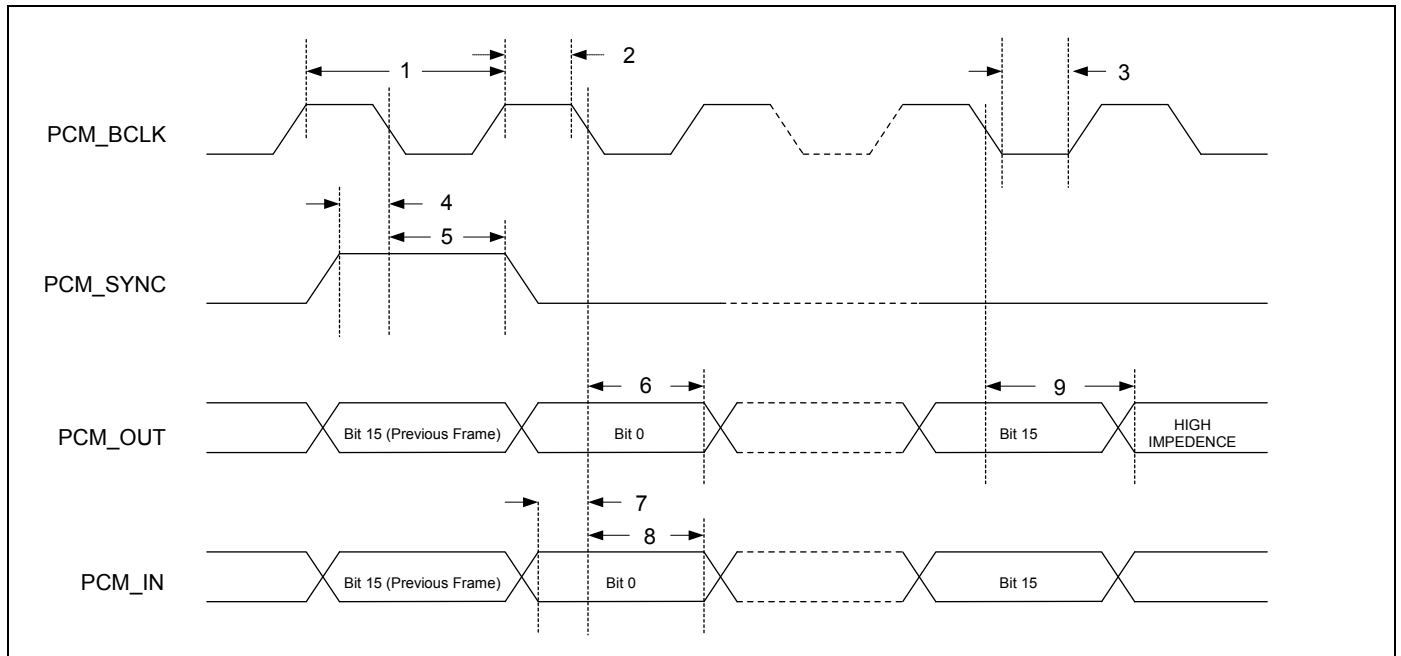 1
2
3
PCM_BCLK
4
5
PCM_SYNC
6
9
PCM_OUT
Bit 15 (Previous Frame)
Bit 0
Bit 15
HIGH
IMPEDENCE
7
8
PCM_IN
Bit 15 (Previous Frame)
Bit 0
Bit 15